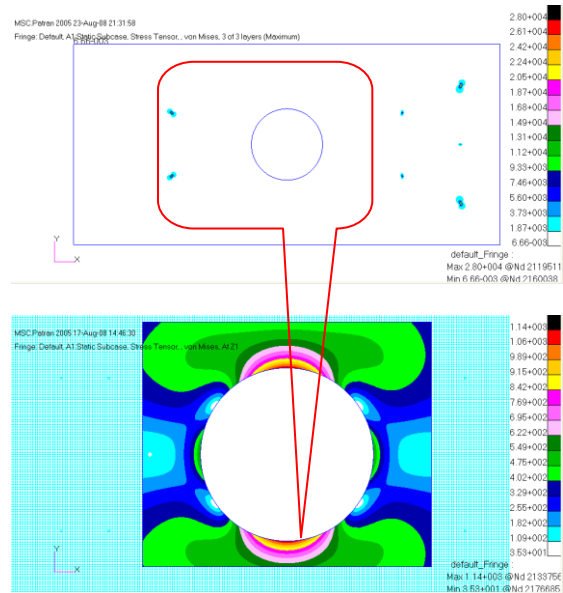 MSC.Patran 2005 23-Aug-08 21:31:58
Fringe: Default, A1:Static Subcase, Stress Tensor,., von Mises, 3 of 3 layers (Maximum)
6.66-003
2.80+004
2.61+004
2.42+004
2.24+004
2.05+004
1.87+004
1.68+004
1.49+004
1.31+004
1.12+004
9.33+003
7.46+003
5.60+003
3.73+003
1.87+003
6.66-003
Y
X
default_Fringe :
Max 2.80+004 @Nd 2119511
Min 6.66-003 @Nd 2160038
MSC.Patran 2005 17-Aug-08 14:46:30
Fringe: Default, A1:Static Subcase, Stress Tensor,., von Mises, At Z1
1.14+003
1.06+003
9.89+002
9.15+002
8.42+002
7.69+002
6.95+002
6.22+002
5.49+002
4.75+002
4.02+002
3.29+002
2.55+002
1.82+002
1.09+002
3.53+001
Y
X
default_Fringe :
Max 1.14+003 @Nd 2133756
Min 3.53+001 @Nd 2176685